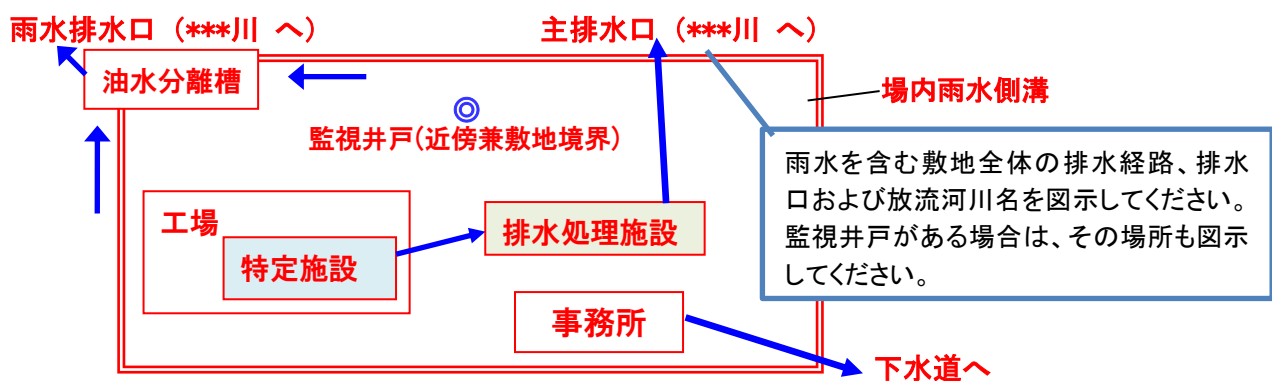 雨水排水口（***川 へ）
主排水口（***川 へ）
油水分離槽
場内雨水側溝
監視井戸（近傍兼敷地境界）
雨水を含む敷地全体の排水経路、排水
口および放流河川名を図示してください。
監視井戸がある場合は、その場所も図示
してください。
工場
特定施設
排水処理施設
事務所
下水道へ